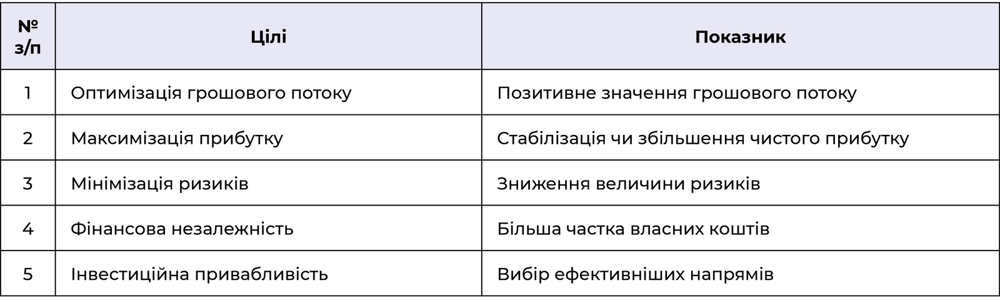 №
з/п
Цілі
Показник
1
Оптимізація грошового потоку
Позитивне значення грошового потоку
2
Максимізація прибутку
Стабілізація чи збільшення чистого прибутку
3
Мінімізація ризиків
Зниження величини ризиків
4
Фінансова незалежність
Більша частка власних коштів
5
Інвестиційна привабливість
Вибір ефективніших напрямів